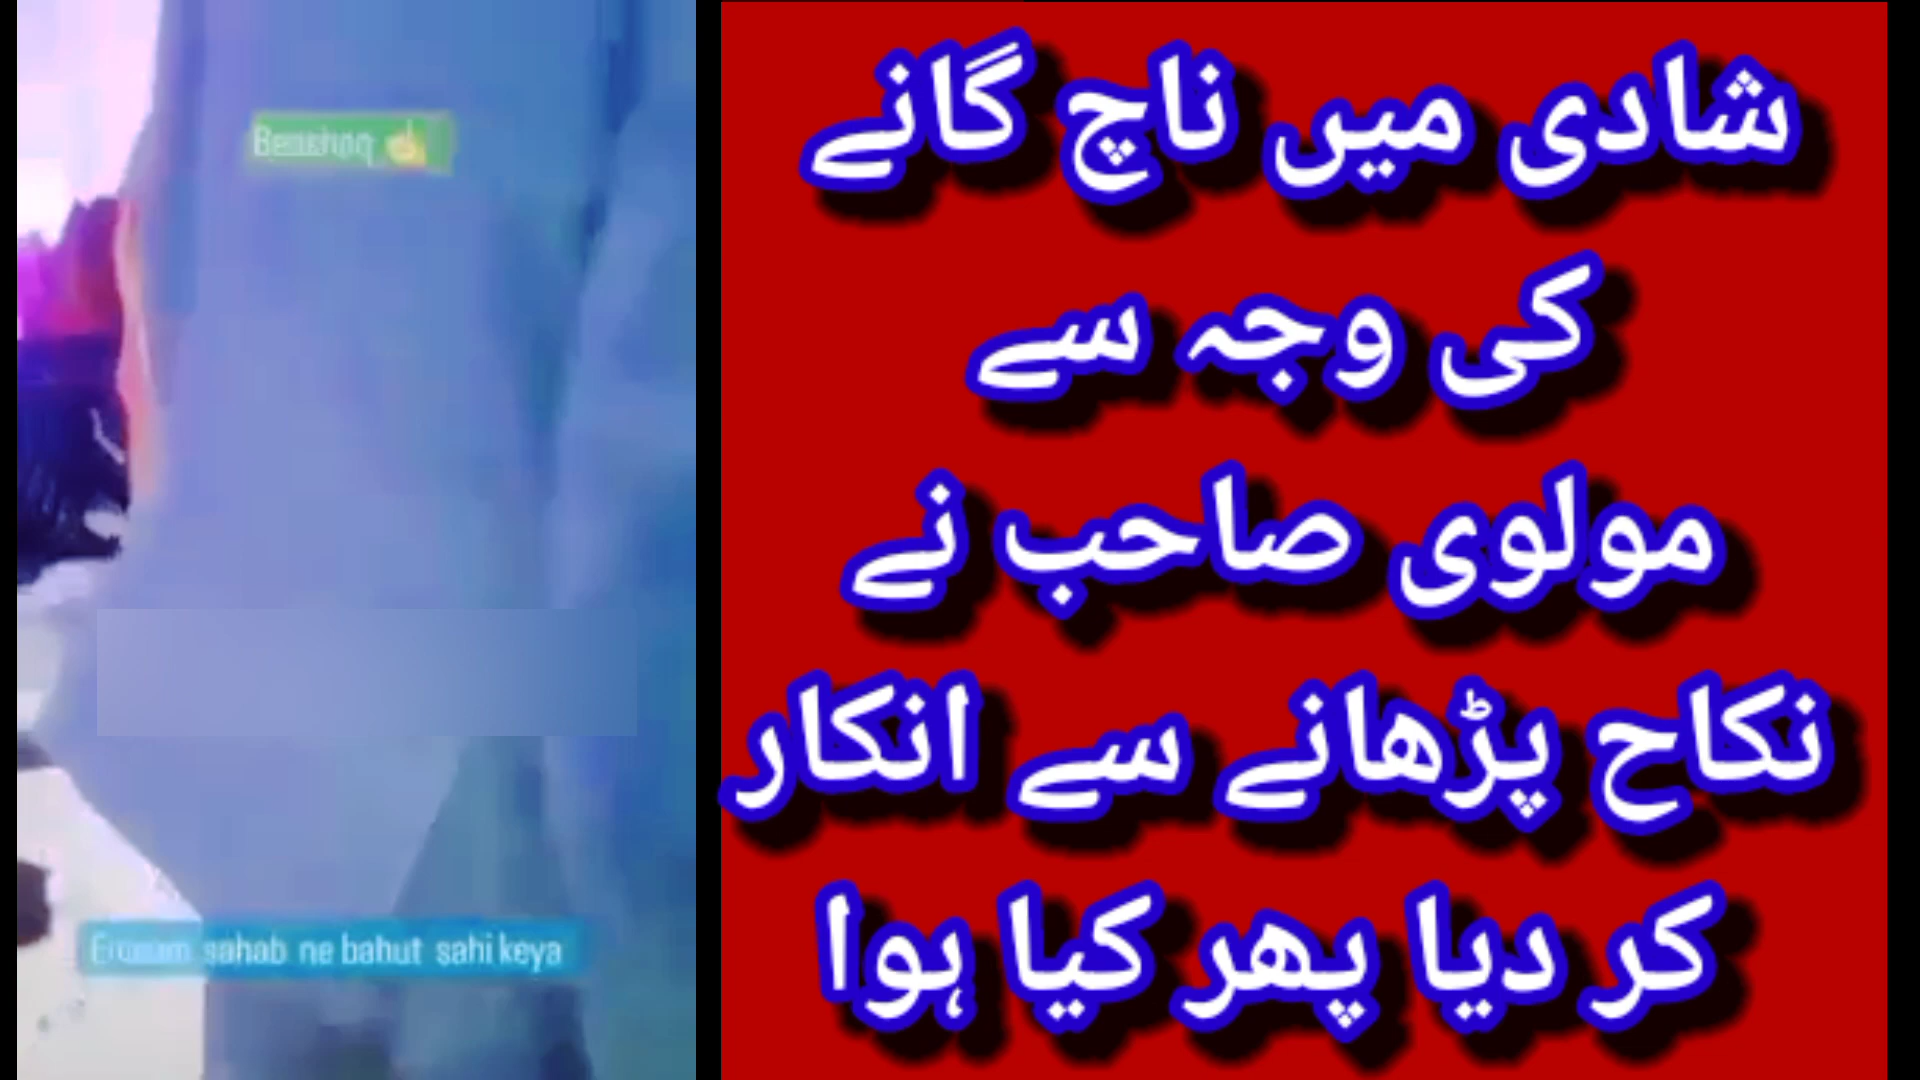 sahab ne bahut sahi keya
شادی میں ناچ گانے
کی وجہ سے
مولوی صاحب نے
نکاح پڑھانے سے انکار
کر دیا پھر کیا ہوا